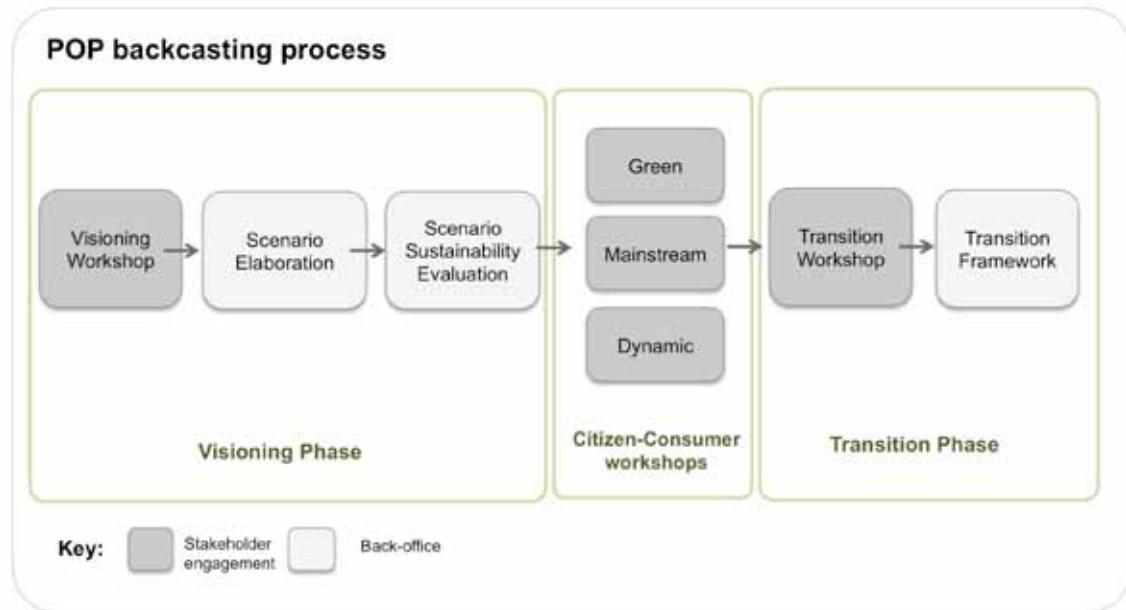 POP backcasting process
Visioning
Workshop
Scenario
Elaboration
Scenario
Sustainability
Evaluation
Visioning Phase
Green
Mainstream
Dynamic
Citizen-Consumer
workshops
Transition
Workshop
Transition
Framework
Transition Phase
Key:
Stakeholder
engagement
Back-office